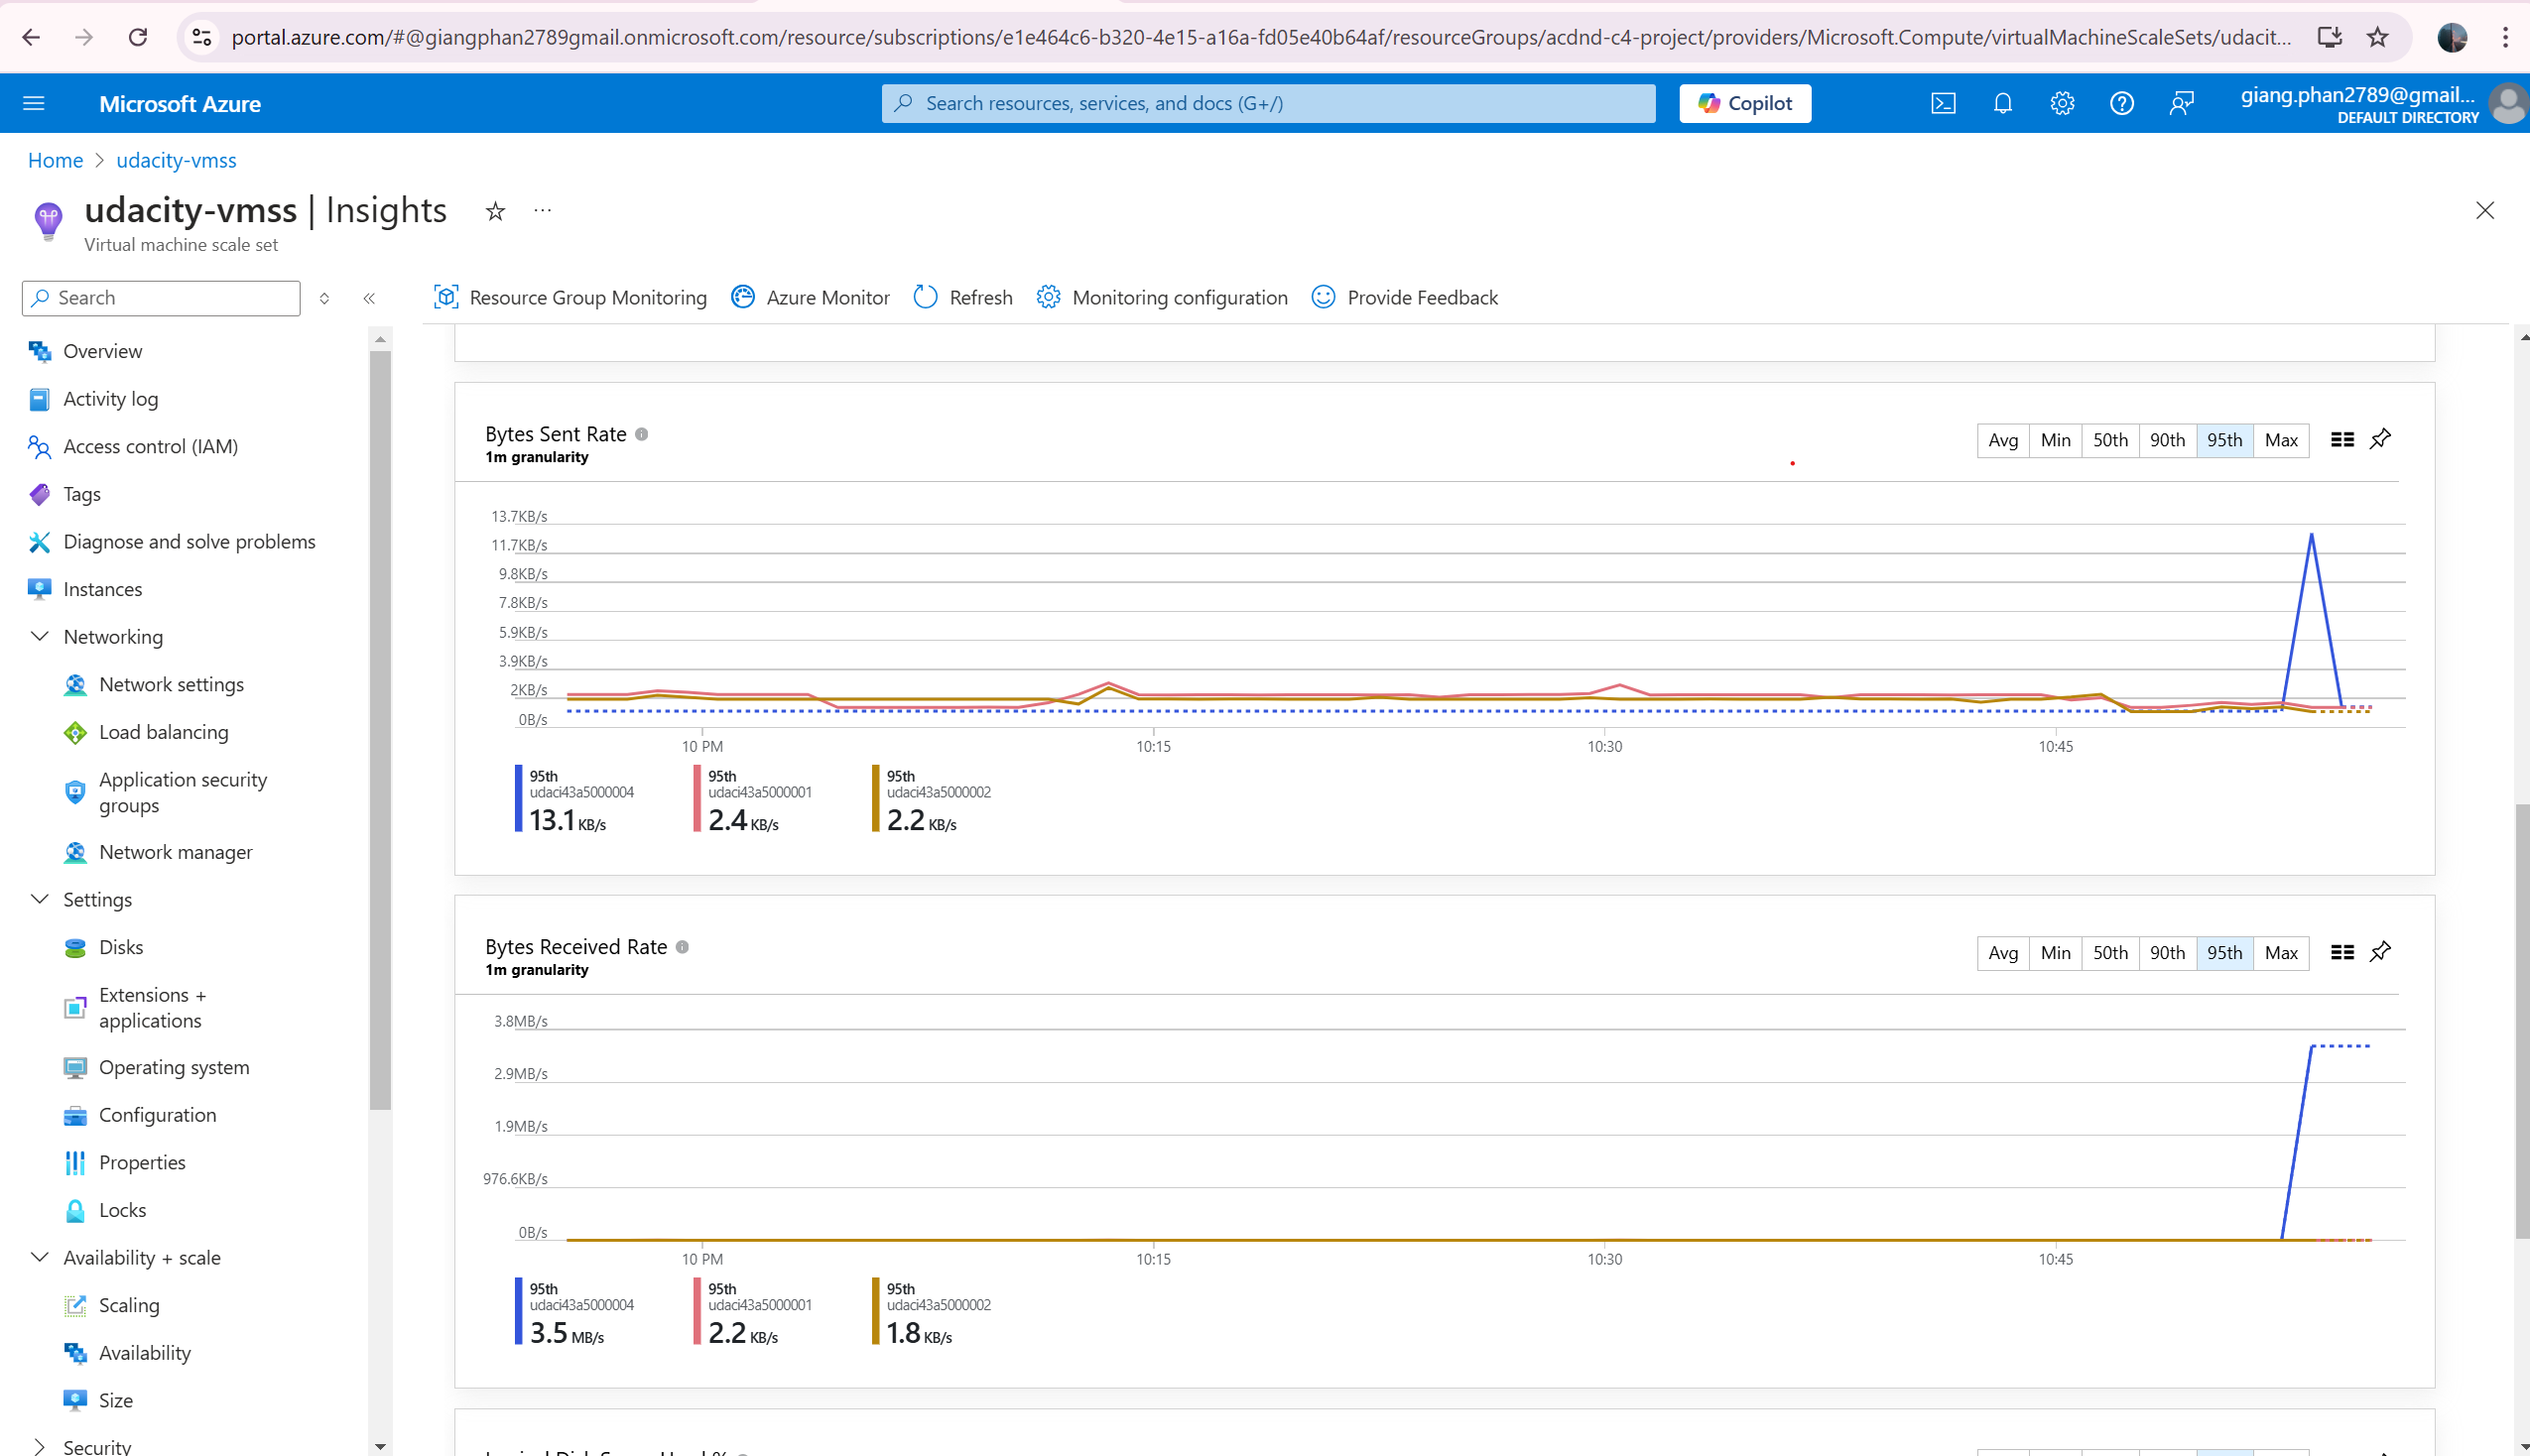 portal.azure.com/#@giangphan2789gmail.onmicrosoft.com/resource/subscriptions/e1e464c6-b320-4e15-a16a-fd05e40b64af/resourceGroups/acdnd-c4-project/providers/Microsoft.Compute/virtualMachineScaleSets/udacit...
Microsoft Azure
Search resources, services, and docs (G+/)
Copilot
giang.phan2789@gmail...
DEFAULT DIRECTORY
Home > udacity-vmss
udacity-vmss | Insights
Virtual machine scale set
Search
Resource Group Monitoring
Azure Monitor
Refresh
Monitoring configuration
Provide Feedback
Overview
Activity log
Access control (IAM)
Tags
Diagnose and solve problems
Instances
Networking
Network settings
Load balancing
Application security
groups
Network manager
Settings
Disks
Extensions +
applications
Operating system
Configuration
Properties
Locks
Availability + scale
Scaling
Availability
Size
Security
Bytes Sent Rate
1m granularity
Avg Min 50th 90th 95th Max
13.7KB/s
11.7KB/s
9.8KB/s
7.8KB/s
5.9KB/s
3.9KB/s
2KB/s
0B/s
10 PM 10:15 10:30 10:45
95th 95th 95th
udaci43a5000004 udaci43a5000001 udaci43a5000002
13.1 KB/s 2.4 KB/s 2.2 KB/s
Bytes Received Rate
1m granularity
Avg Min 50th 90th 95th Max
3.8MB/s
2.9MB/s
1.9MB/s
976.6KB/s
0B/s
10 PM 10:15 10:30 10:45
95th 95th 95th
udaci43a5000004 udaci43a5000001 udaci43a5000002
3.5 MB/s 2.2 KB/s 1.8 KB/s